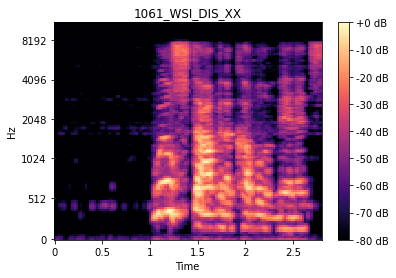 1061_WSI_DIS_XX
+0 dB
8192
-10 dB
4096
-20 dB
-30 dB
2048
Hz
-40 dB
1024
-50 dB
512
-60 dB
-70 dB
0
-80 dB
0 0.5 1 1.5 2 2.5
Time